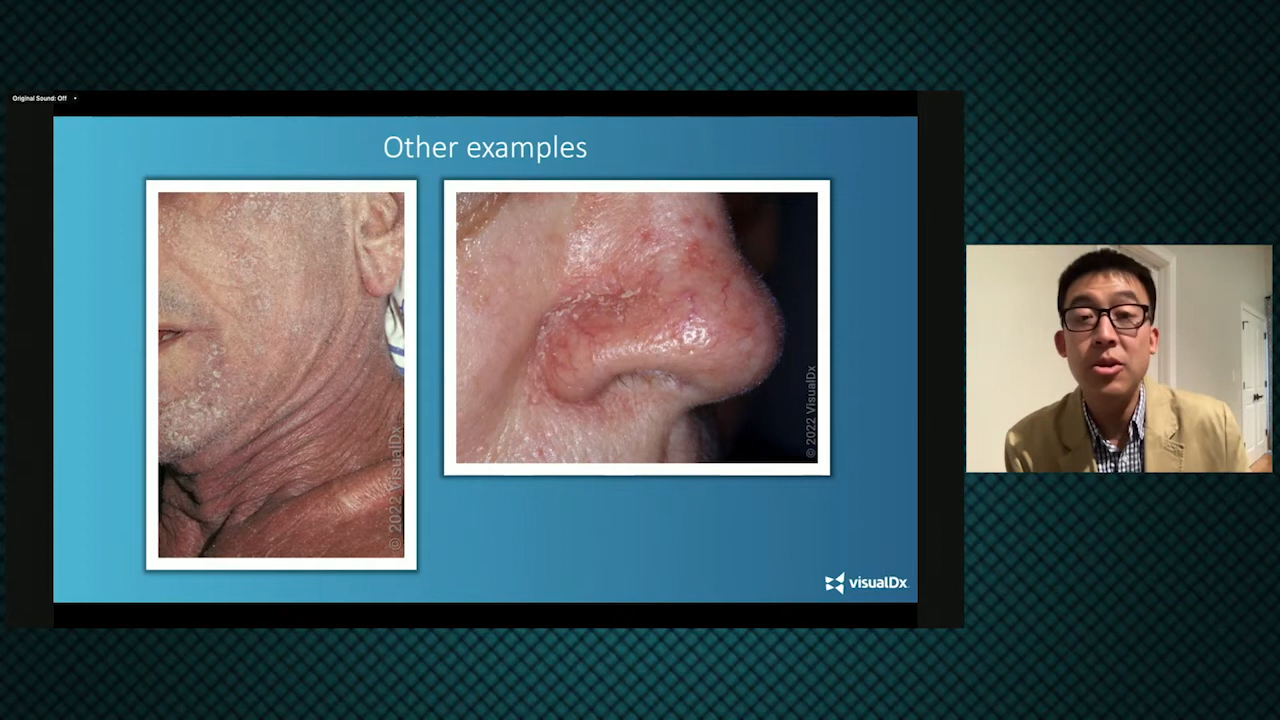 Original Sound: Off
Other examples
© 2022 VisualDx
© 2022 VisualDx
visualDx